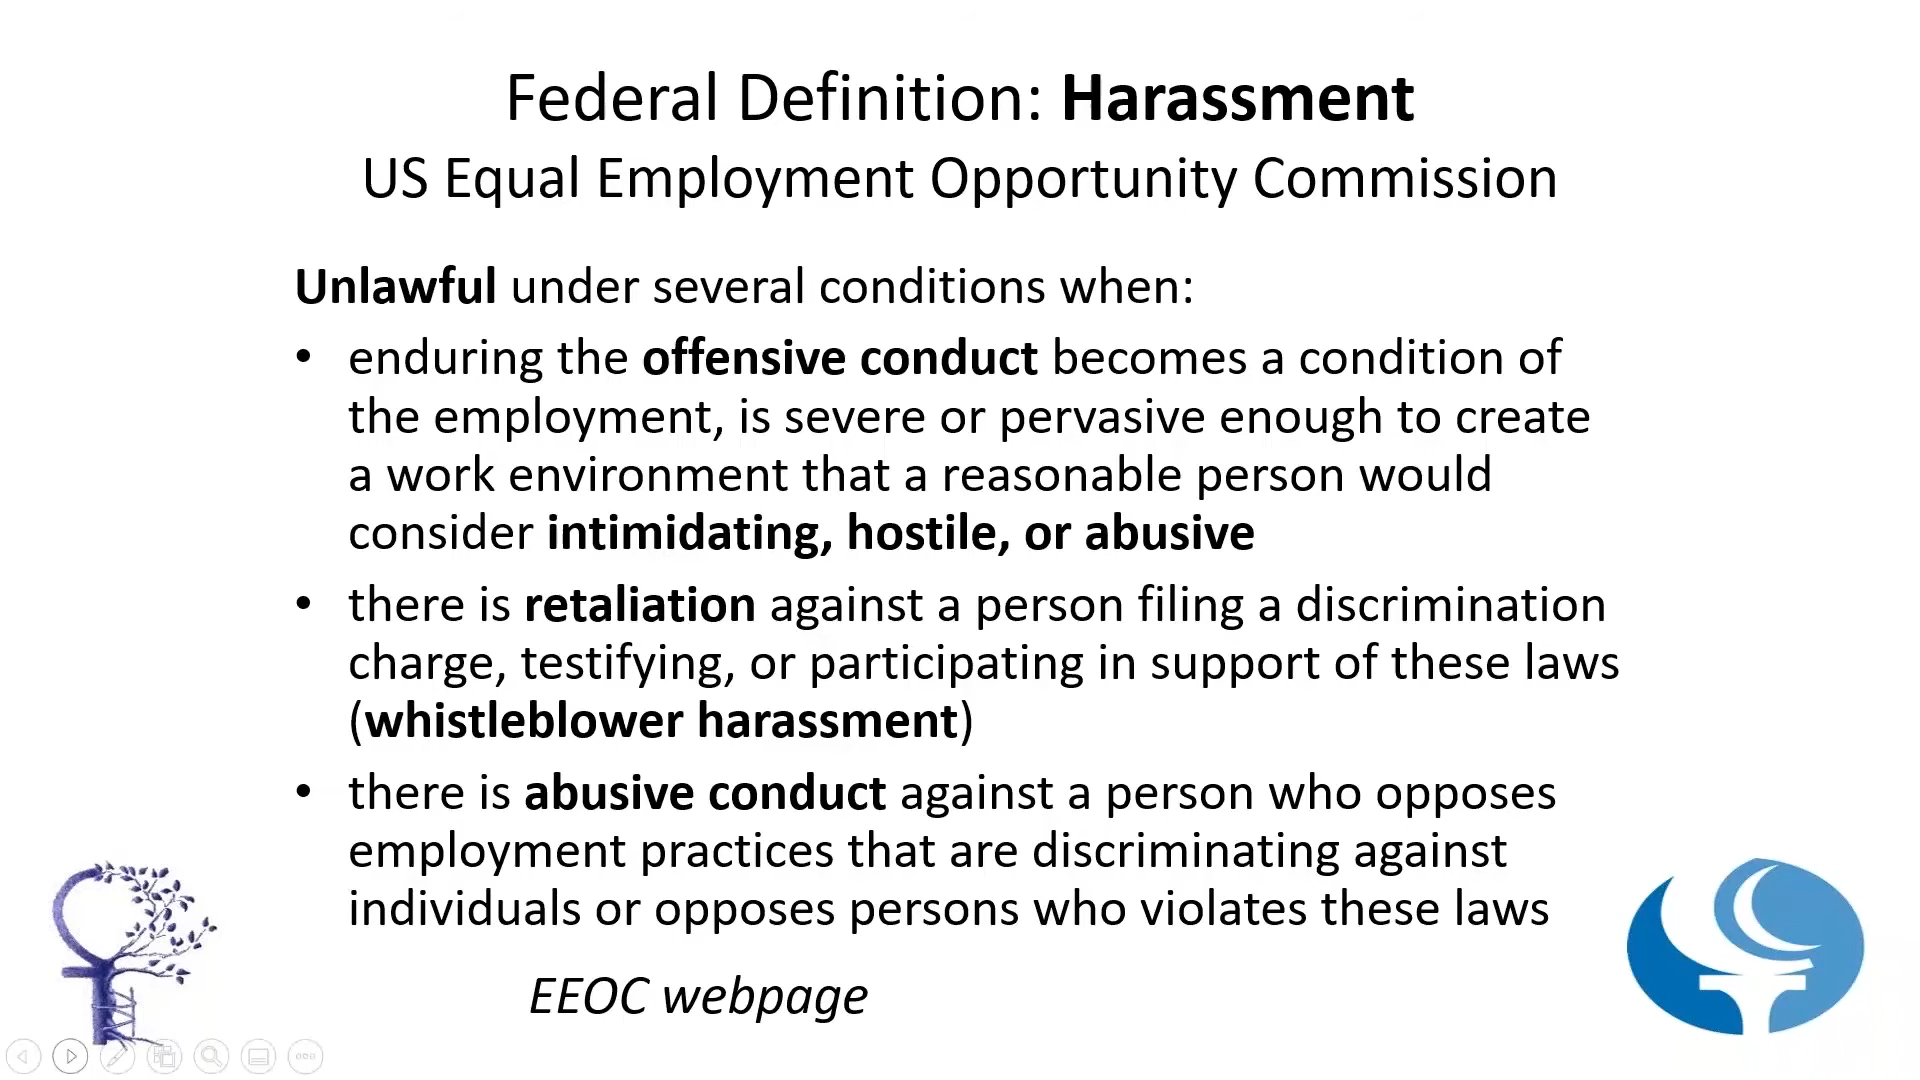 Federal Definition: Harassment
US Equal Employment Opportunity Commission
Unlawful under several conditions when:
• enduring the offensive conduct becomes a condition of
the employment, is severe or pervasive enough to create
a work environment that a reasonable person would
consider intimidating, hostile, or abusive
• there is retaliation against a person filing a discrimination
charge, testifying, or participating in support of these laws
(whistleblower harassment)
• there is abusive conduct against a person who opposes
employment practices that are discriminating against
individuals or opposes persons who violates these laws
EEOC webpage